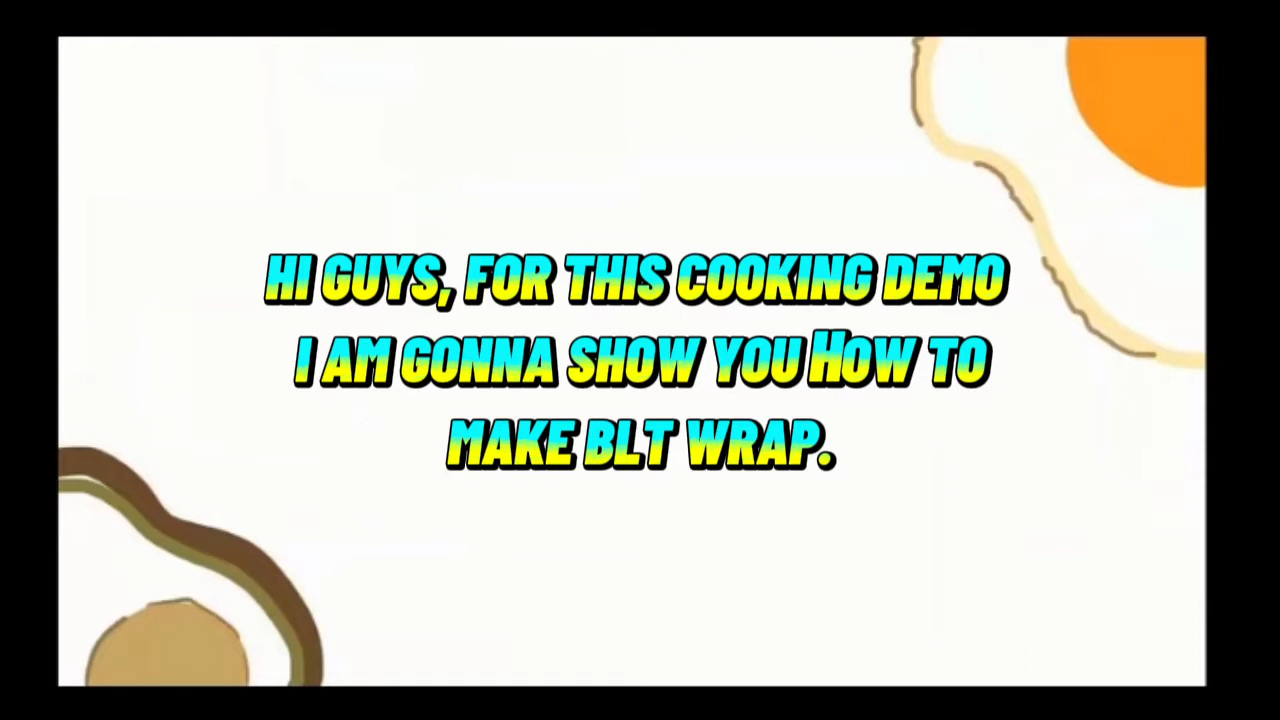 HI GUYS, FOR THIS COOKING DEMO
I AM GONNA SHOW YOU HOW TO
MAKE BLT WRAP.